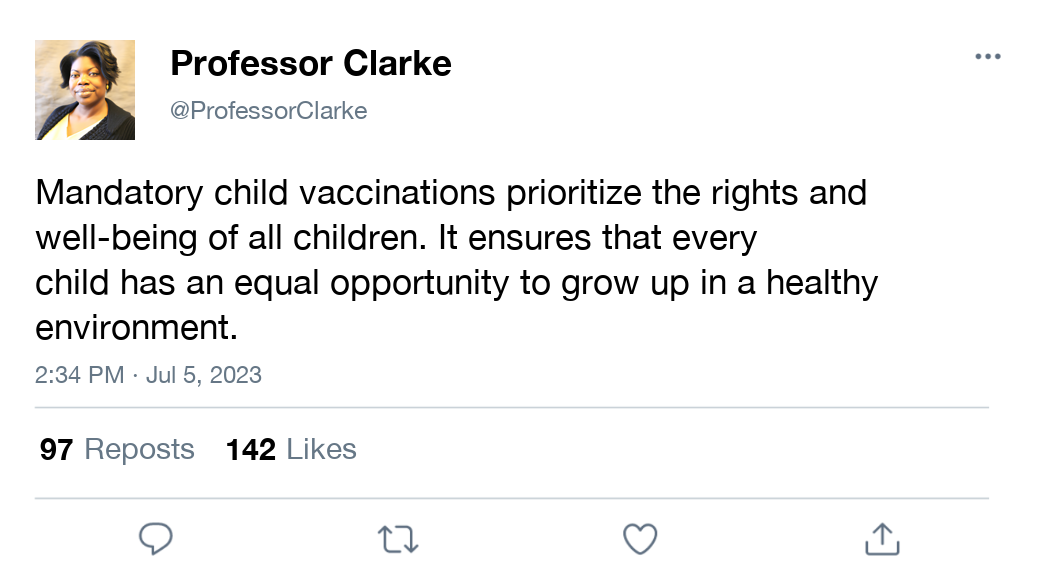 Professor Clarke
@ProfessorClarke
Mandatory child vaccinations prioritize the rights and
well-being of all children. It ensures that every
child has an equal opportunity to grow up in a healthy
environment.
2:34 PM · Jul 5, 2023
97 Reposts 142 Likes